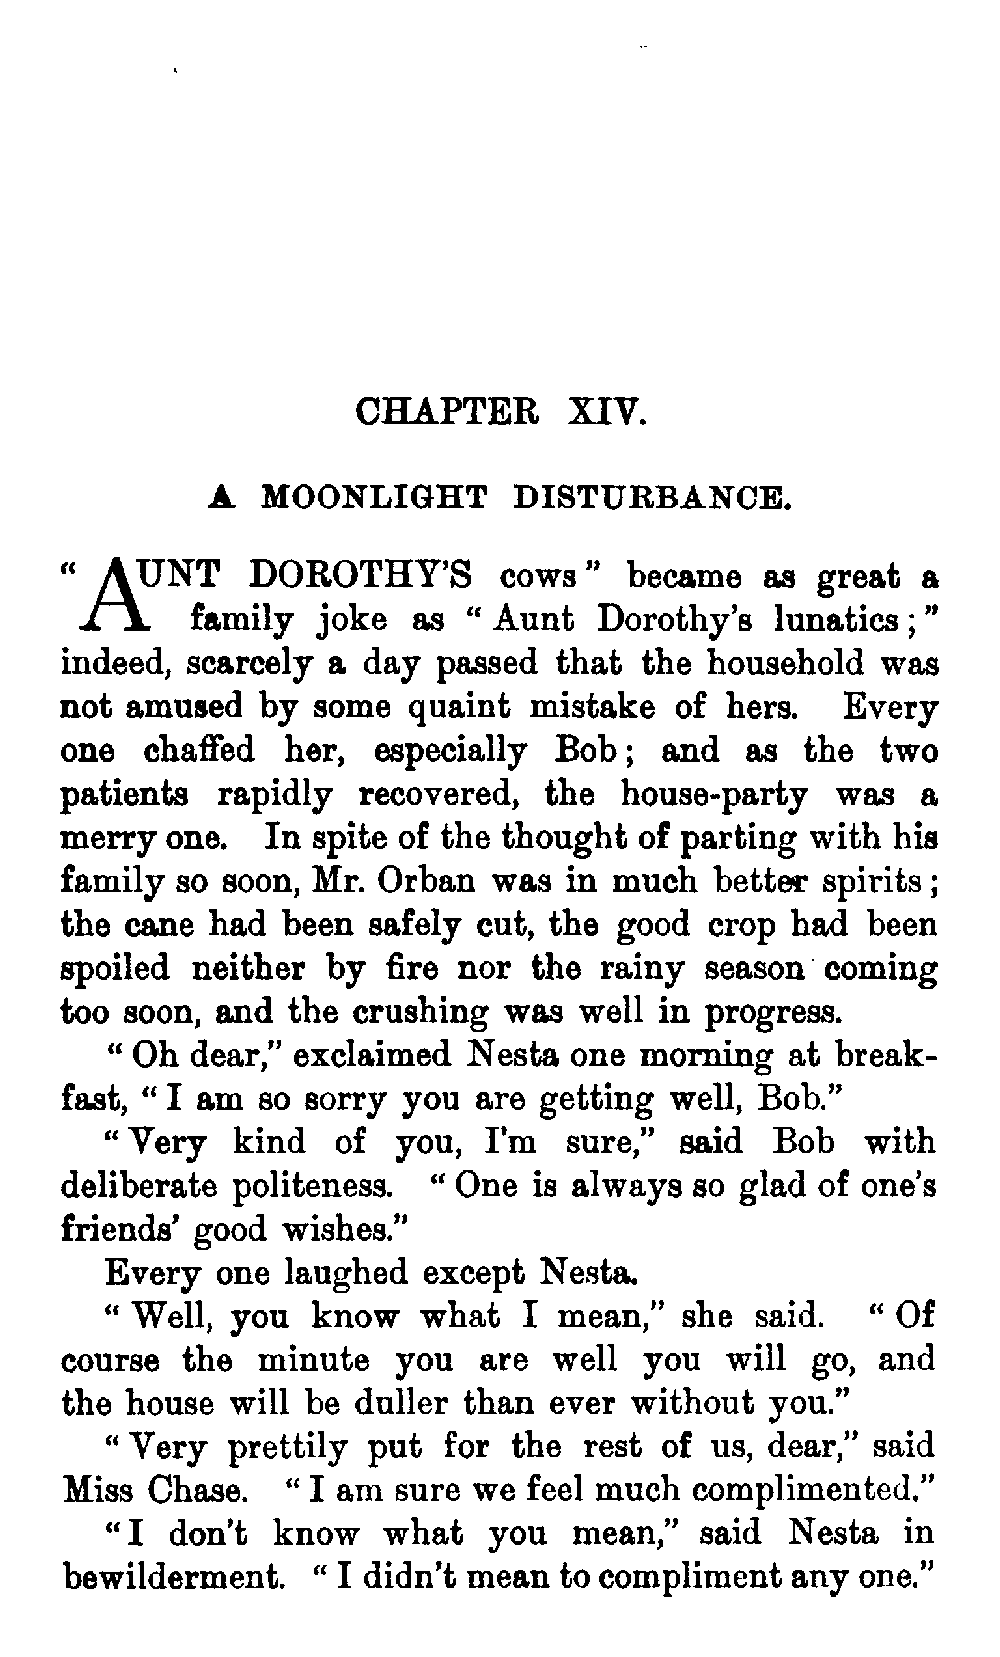 CHAPTER XIV.
A MOONLIGHT DISTURBANCE.
" AUNT DOROTHY'S cows" became as great a
family joke as "Aunt Dorothy's lunatics;"
indeed, scarcely a day passed that the household was
not amused by some quaint mistake of hers. Every
one chaffed her, especially Bob; and as the two
patients rapidly recovered, the house-party was a
merry one. In spite of the thought of parting with his
family so soon, Mr. Orban was in much better spirits;
the cane had been safely cut, the good crop had been
spoiled neither by fire nor the rainy season coming
too soon, and the crushing was well in progress.
"Oh dear," exclaimed Nesta one morning at break-
fast, "I am so sorry you are getting well, Bob."
"Very kind of you, I'm sure," said Bob with
deliberate politeness. "One is always so glad of one's
friends' good wishes."
Every one laughed except Nesta.
"Well, you know what I mean," she said. "Of
course the minute you are well you will go, and
the house will be duller than ever without you."
"Very prettily put for the rest of us, dear," said
Miss Chase. "I am sure we feel much complimented."
"I don't know what you mean," said Nesta in
bewilderment. "I didn't mean to compliment any one."